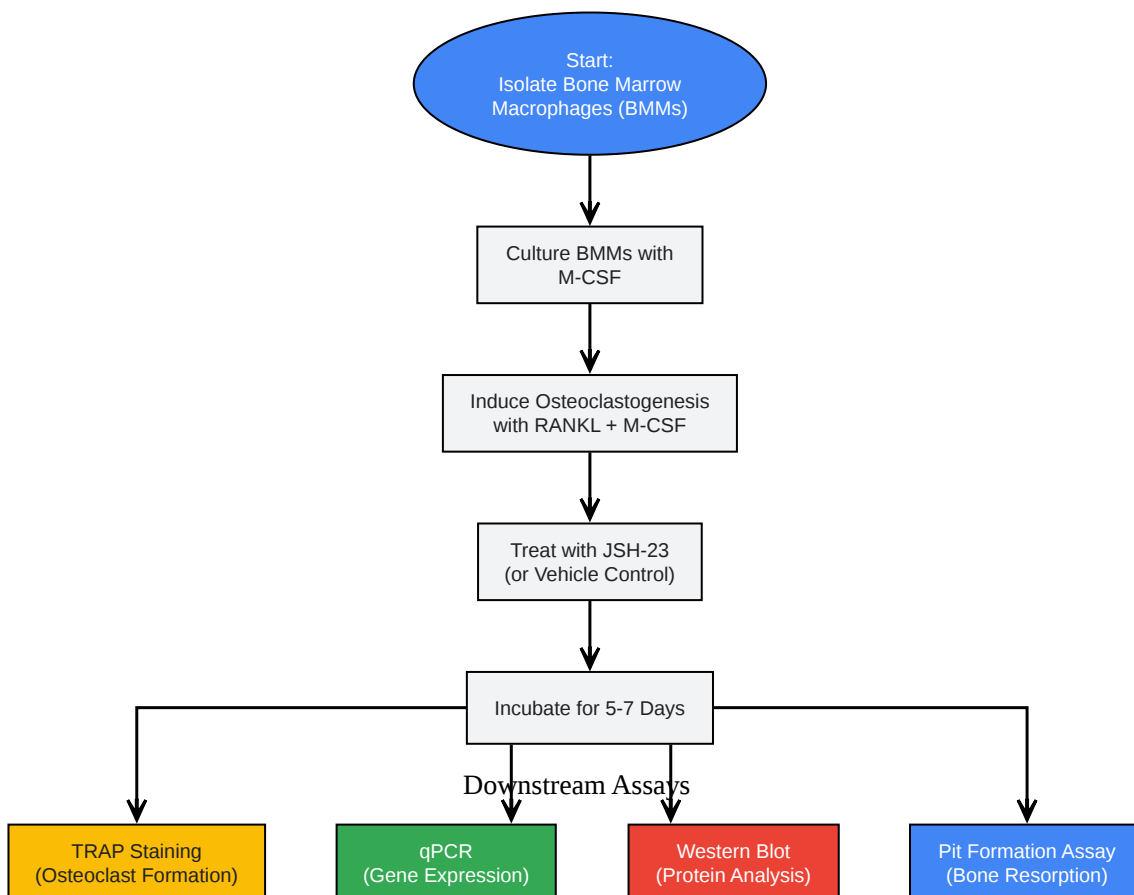 Start:
Isolate Bone Marrow
Macrophages (BMMs)
Culture BMMs with
M-CSF
Induce Osteoclastogenesis
with RANKL + M-CSF
Treat with JSH-23
(or Vehicle Control)
Incubate for 5-7 Days
Downstream Assays
TRAP Staining
(Osteoclast Formation)
qPCR
(Gene Expression)
Western Blot
(Protein Analysis)
Pit Formation Assay
(Bone Resorption)